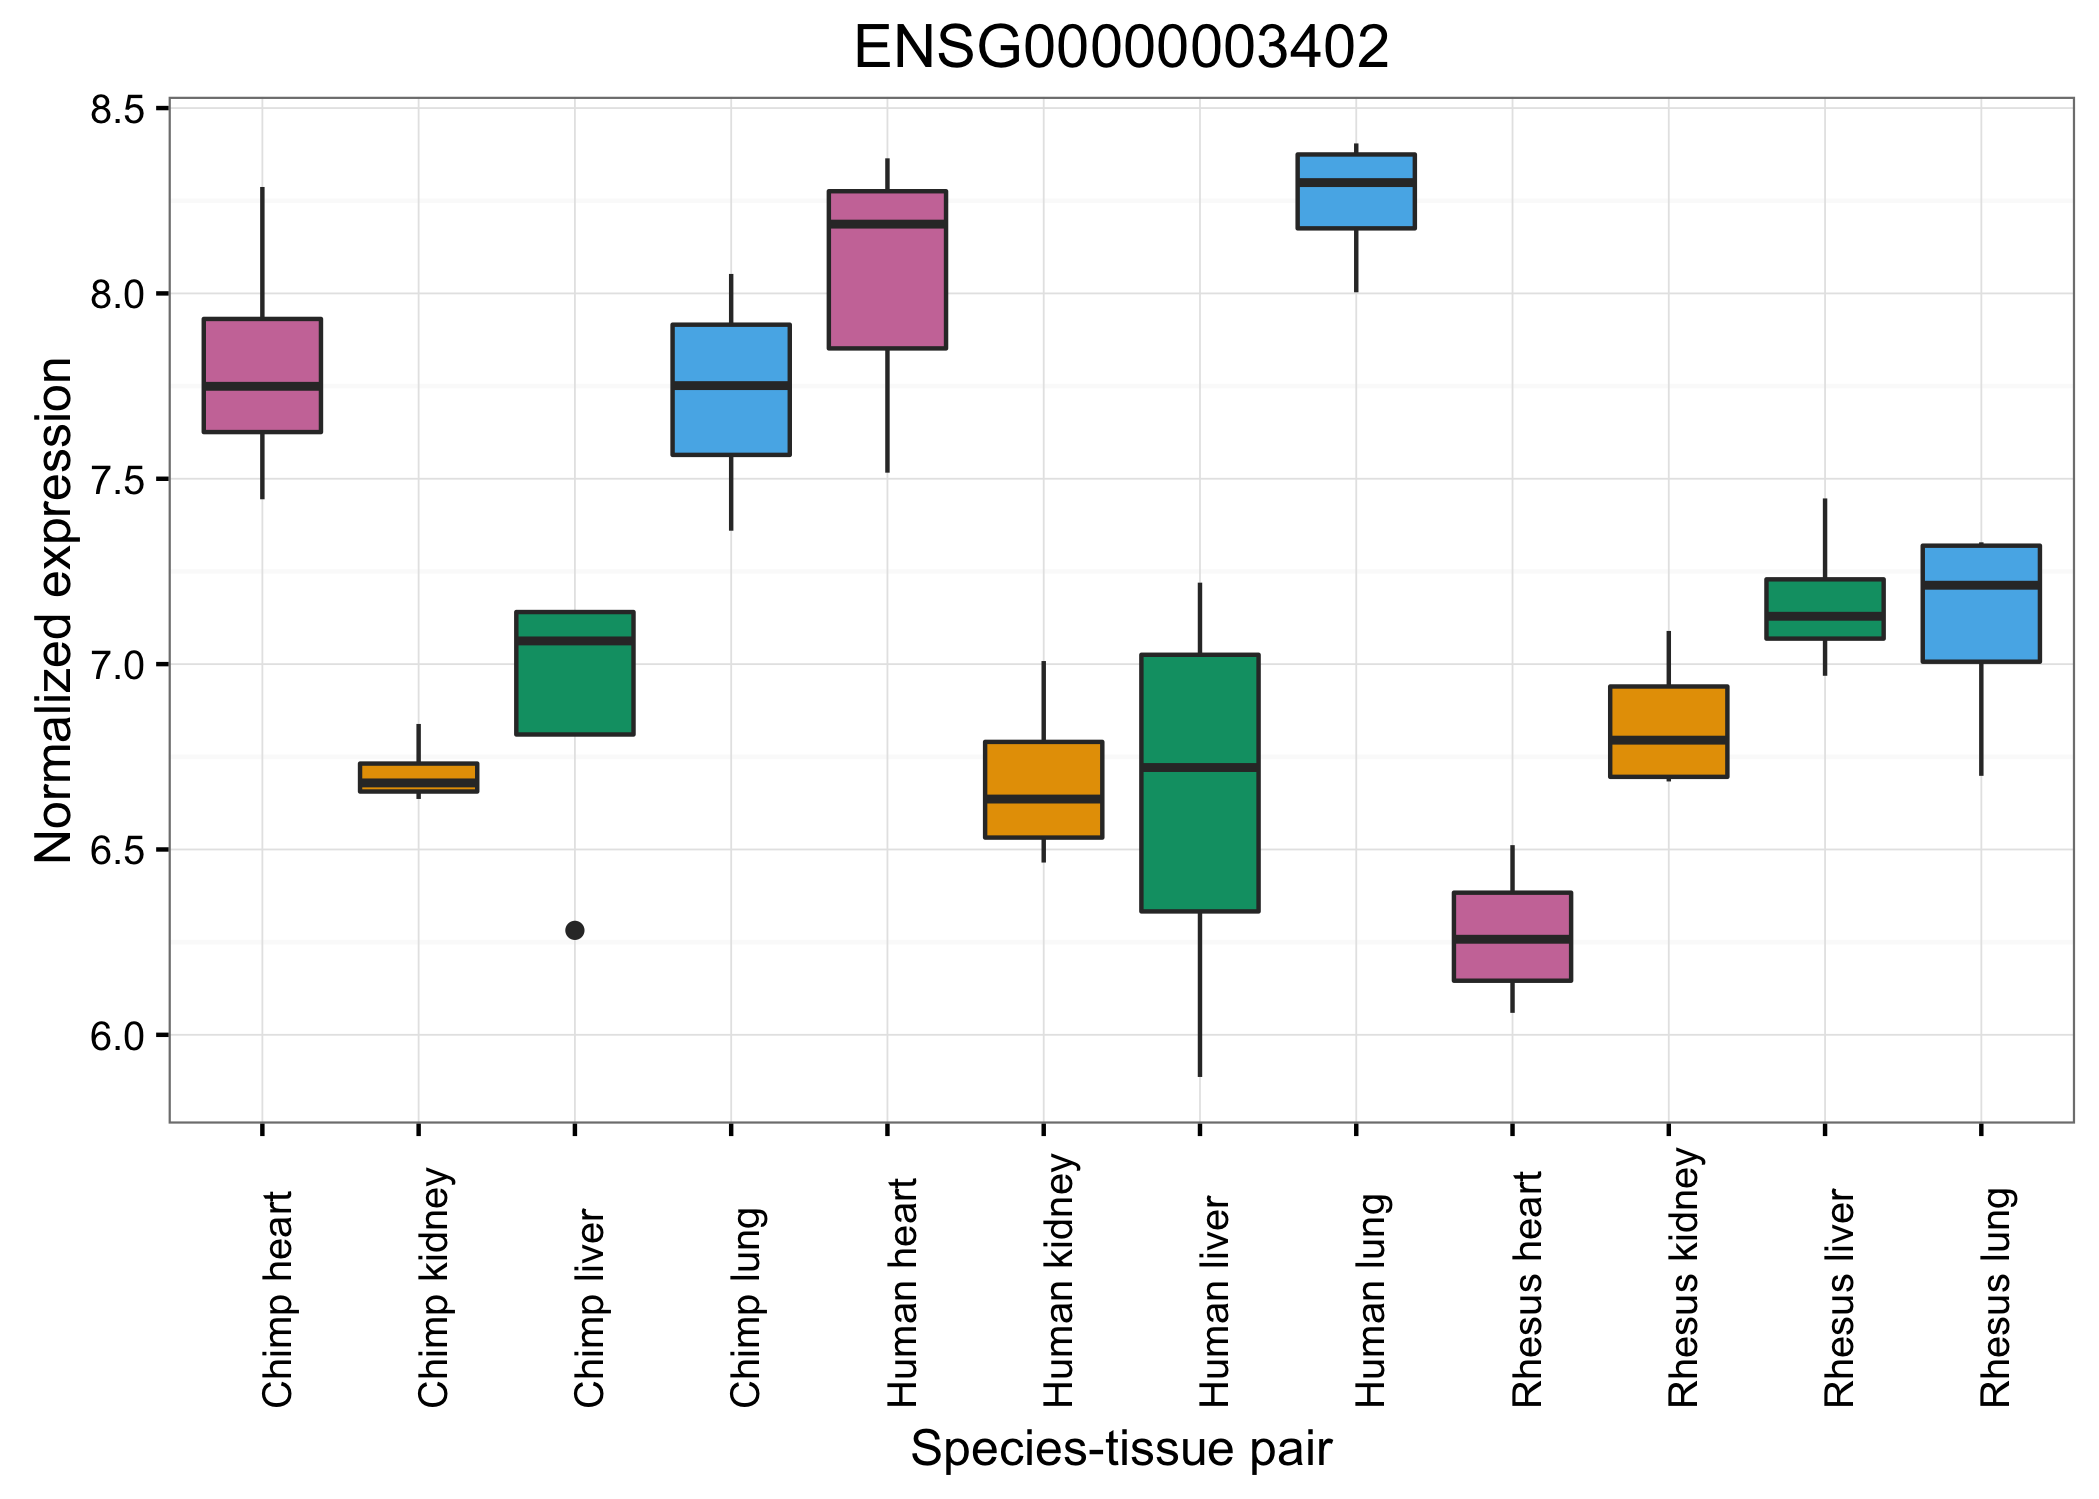 ENSG00000003402
Normalized expression
8.5
8.0
7.5
7.0
6.5
6.0
Chimp heart
Chimp kidney
Chimp liver
Chimp lung
Human heart
Human kidney
Human liver
Human lung
Rhesus heart
Rhesus kidney
Rhesus liver
Rhesus lung
Species-tissue pair